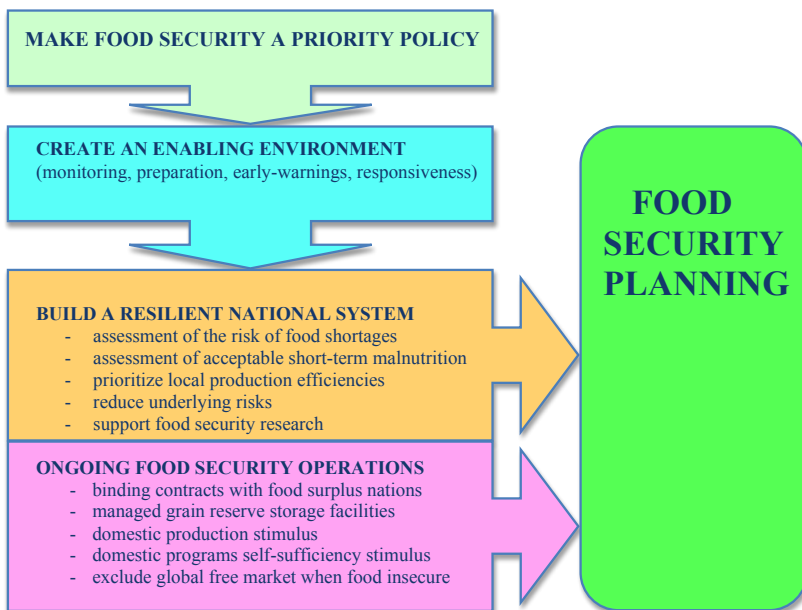 MAKE FOOD SECURITY A PRIORITY POLICY
CREATE AN ENABLING ENVIRONMENT
(monitoring, preparation, early-warnings, responsiveness)
BUILD A RESILIENT NATIONAL SYSTEM
- assessment of the risk of food shortages
- assessment of acceptable short-term malnutrition
- prioritize local production efficiencies
- reduce underlying risks
- support food security research
ONGOING FOOD SECURITY OPERATIONS
- binding contracts with food surplus nations
- managed grain reserve storage facilities
- domestic production stimulus
- domestic programs self-sufficiency stimulus
- exclude global free market when food insecure
FOOD
SECURITY
PLANNING